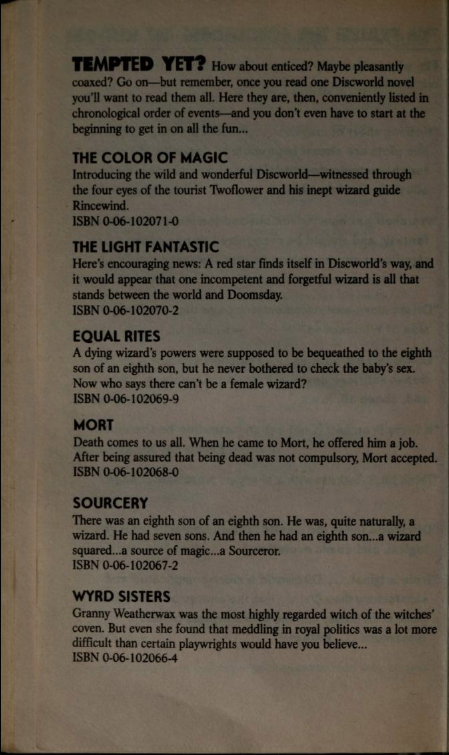 TEMPTED YET? How about enticed? Maybe pleasantly
coaxed? Go on—but remember, once you read one Discworld novel
you'll want to read them all. Here they are, then, conveniently listed in
chronological order of events—and you don't even have to start at the
beginning to get in on all the fun...
THE COLOR OF MAGIC
Introducing the wild and wonderful Discworld—witnessed through
the four eyes of the tourist Twoflower and his inept wizard guide
Rincewind.
ISBN 0-06-102071-0
THE LIGHT FANTASTIC
Here's encouraging news: A red star finds itself in Discworld's way, and
it would appear that one incompetent and forgetful wizard is all that
stands between the world and Doomsday.
ISBN 0-06-102070-2
EQUAL RITES
A dying wizard's powers were supposed to be bequeathed to the eighth
son of an eighth son, but he never bothered to check the baby's sex.
Now who says there can't be a female wizard?
ISBN 0-06-102069-9
MORT
Death comes to us all. When he came to Mort, he offered him a job.
After being assured that being dead was not compulsory, Mort accepted.
ISBN 0-06-102068-0
SOURCERY
There was an eighth son of an eighth son. He was, quite naturally, a
wizard. He had seven sons. And then he had an eighth son...a wizard
squared...a source of magic...a Sourceror.
ISBN 0-06-102067-2
WYRD SISTERS
Granny Weatherwax was the most highly regarded witch of the witches'
coven. But even she found that meddling in royal politics was a lot more
difficult than certain playwrights would have you believe...
ISBN 0-06-102066-4